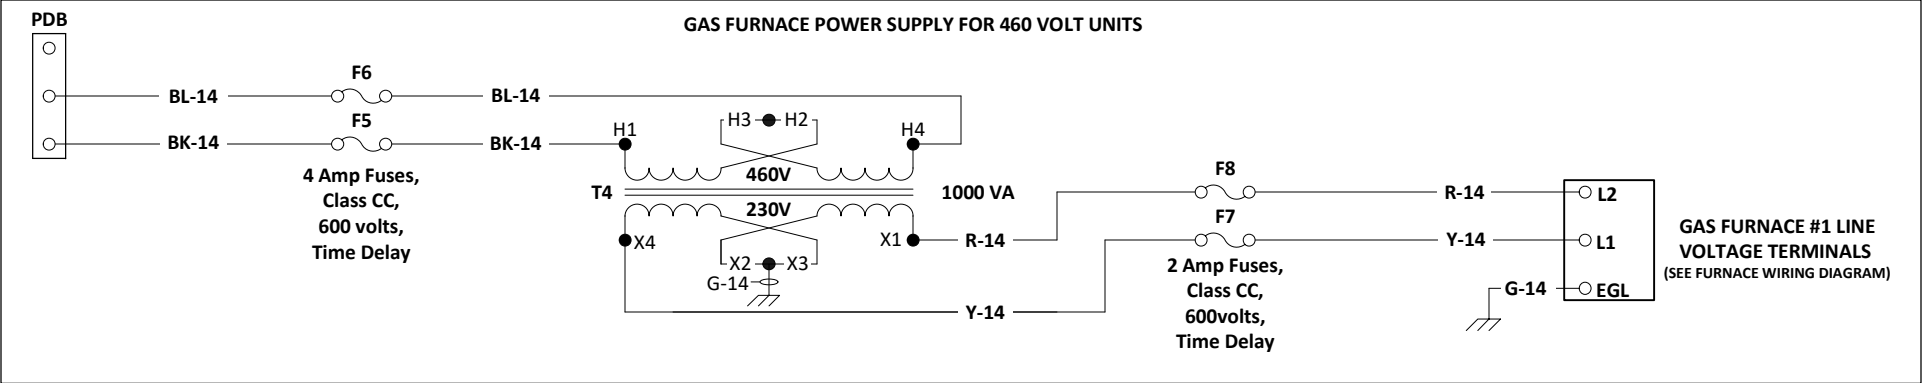 PDB
GAS FURNACE POWER SUPPLY FOR 460 VOLT UNITS
F6
BL-14
BL-14
F5
BK-14
BK-14
4 Amp Fuses,
Class CC,
600 volts,
Time Delay
H1
H3
H2
H4
460V
T4
1000 VA
230V
X4
X1
X2
X3
G-14
R-14
Y-14
F8
F7
2 Amp Fuses,
Class CC,
600volts,
Time Delay
R-14
Y-14
G-14
L2
L1
EGL
GAS FURNACE #1 LINE
VOLTAGE TERMINALS
(SEE FURNACE WIRING DIAGRAM)